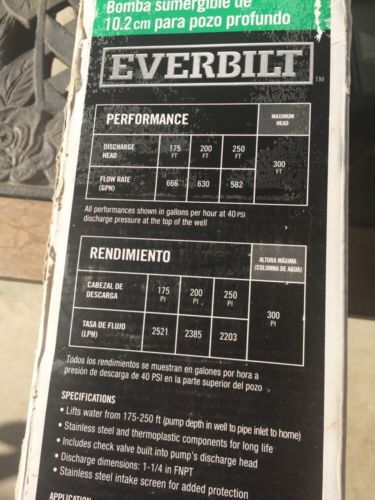 Bomba sumergible de
10.2 cm para pozo profundo
EVERBILT™
PERFORMANCE
MAXIMUM
HEAD
DISCHARGE
HEAD
175
FT
200
FT
250
FT
300
FT
FLOW RATE
(GPH)
666
630
582
All performances shown in gallons per hour at 40 PSI
discharge pressure at the top of the well
RENDIMIENTO
ALTURA MÁXIMA
(COLUMNA DE AGUA)
CABEZAL DE
DESCARGA
175
PI
200
PI
250
PI
300
PI
TASA DE FLUJO
(LPH)
2521
2385
2203
Todos los rendimientos se muestran en galones por hora a
presión de descarga de 40 PSI en la parte superior del pozo
SPECIFICATIONS
• Lifts water from 175-250 ft (pump depth in well to pipe inlet to home)
• Stainless steel and thermoplastic components for long life
• Includes check valve built into pump's discharge head
• Discharge dimensions: 1-1/4 in FNPT
• Stainless steel intake screen for added protection
APPLICATION